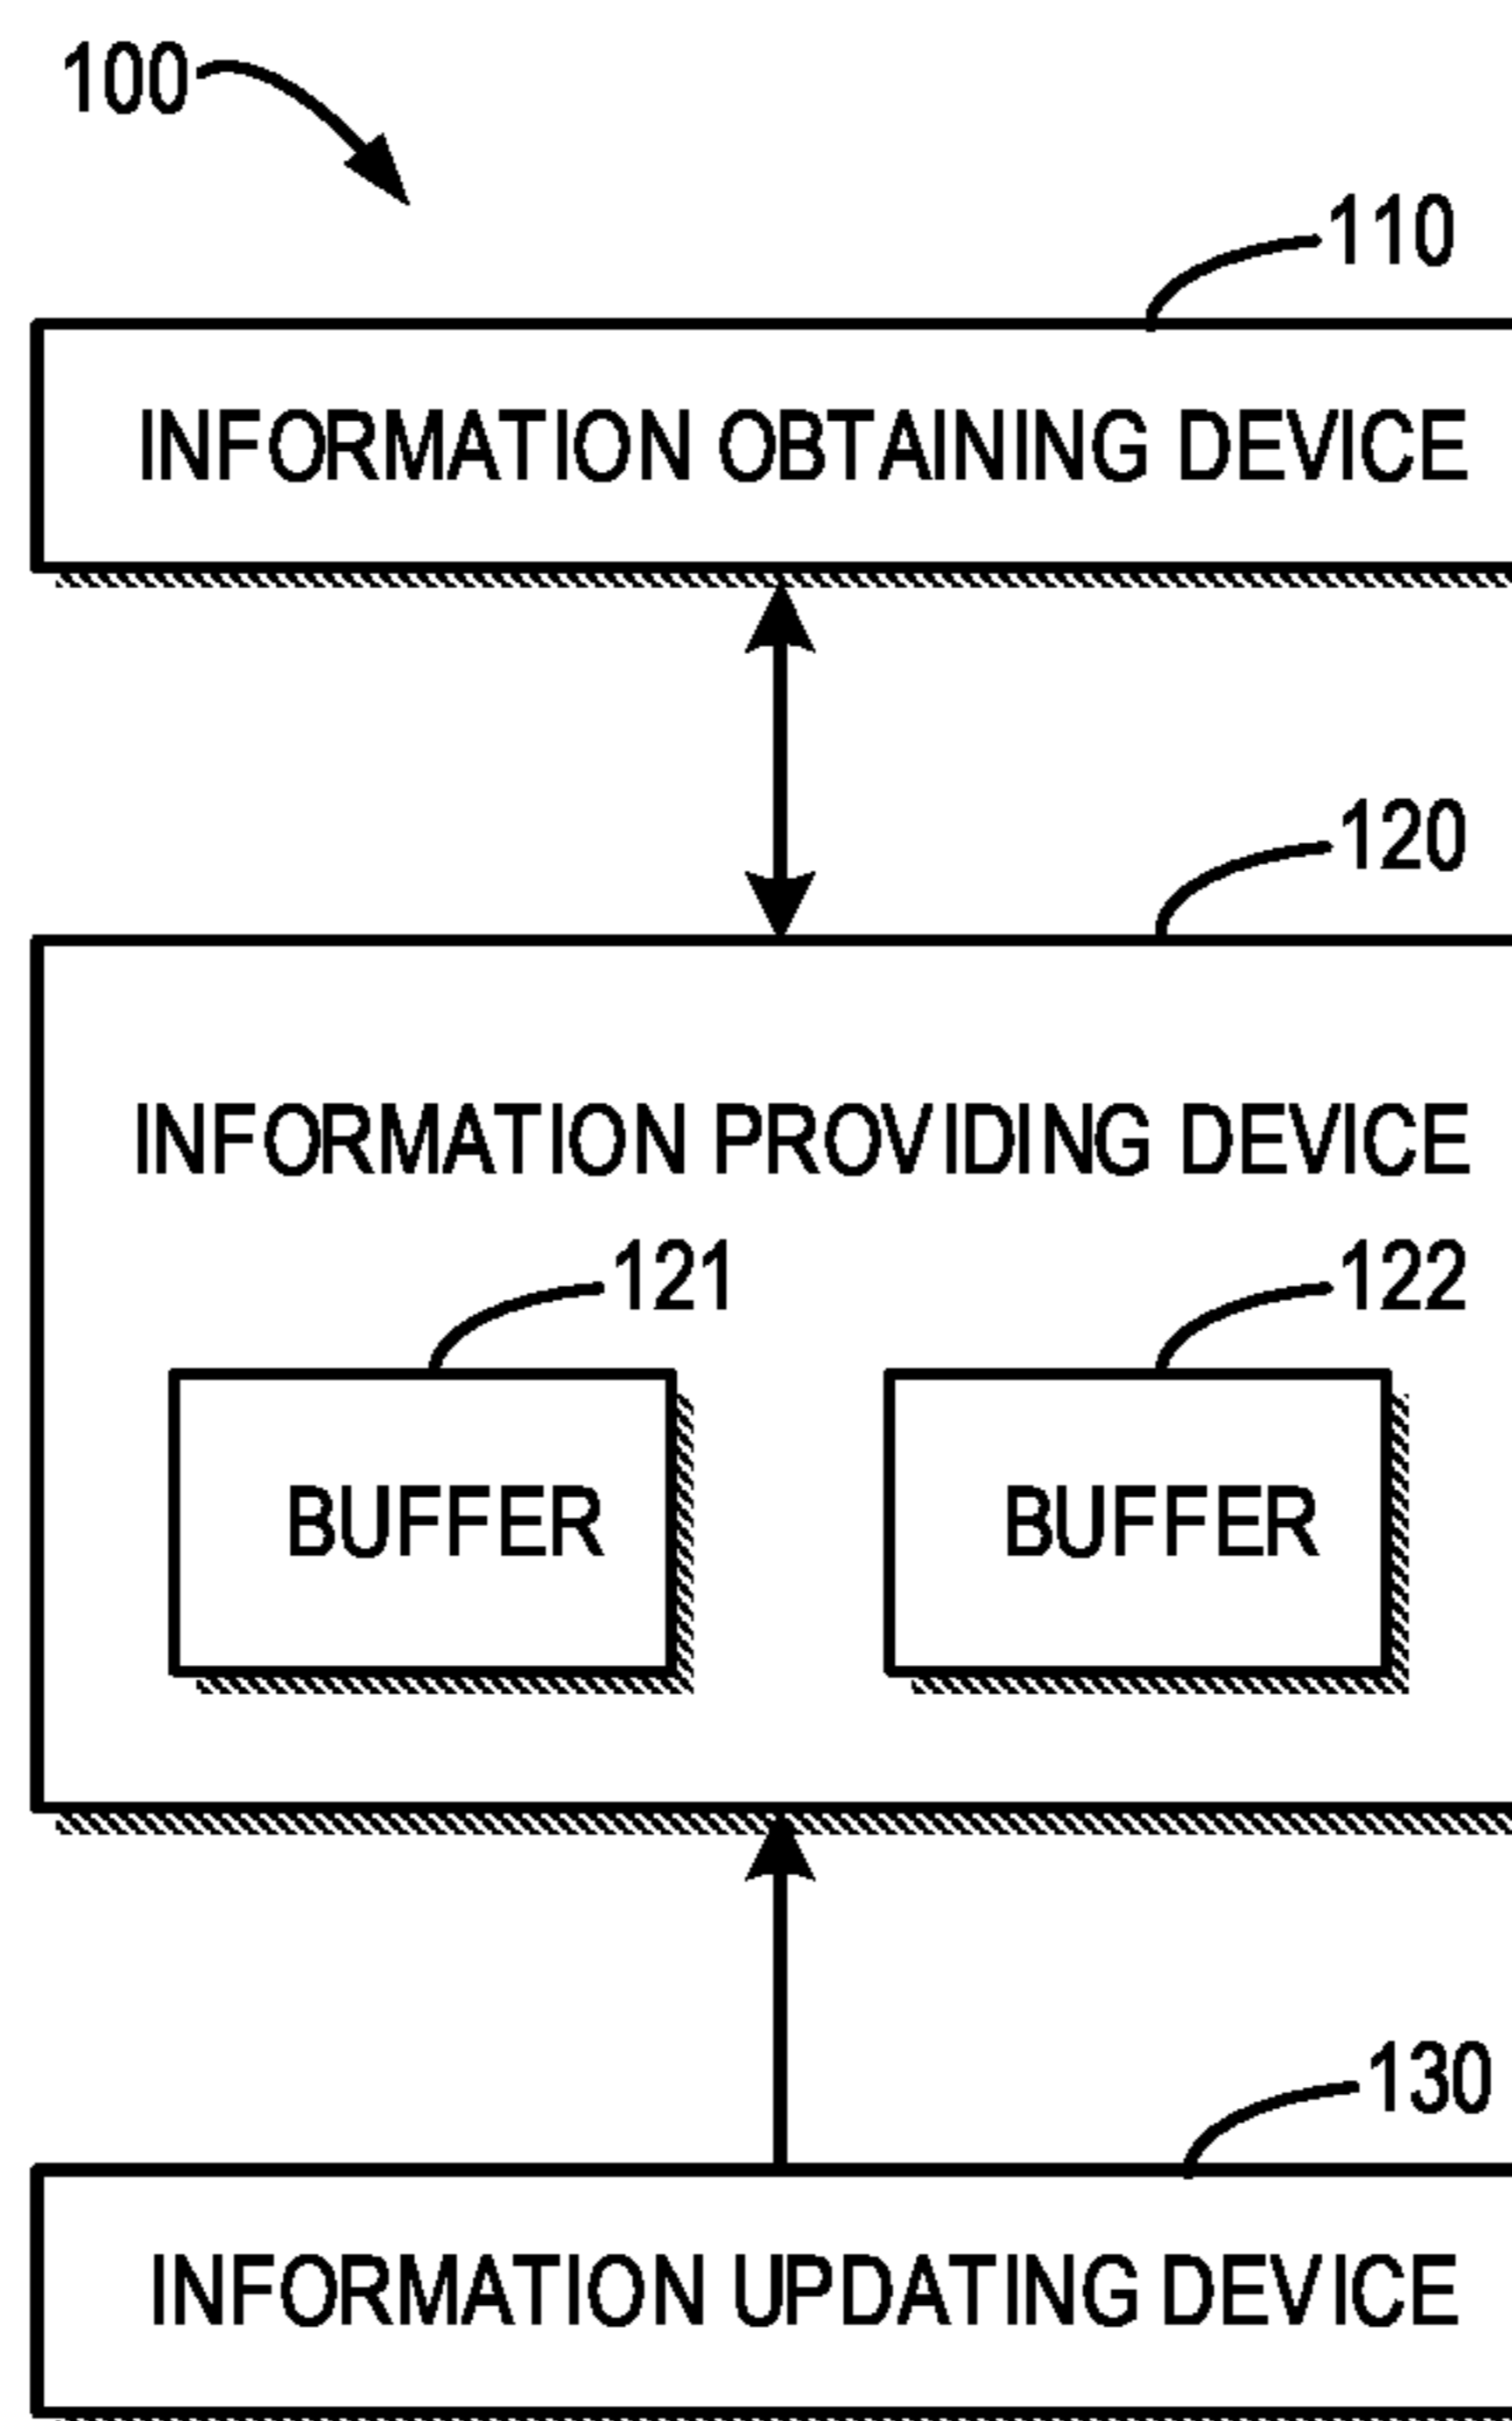 100
110
INFORMATION OBTAINING DEVICE
120
INFORMATION PROVIDING DEVICE
121 122
BUFFER BUFFER
130
INFORMATION UPDATING DEVICE